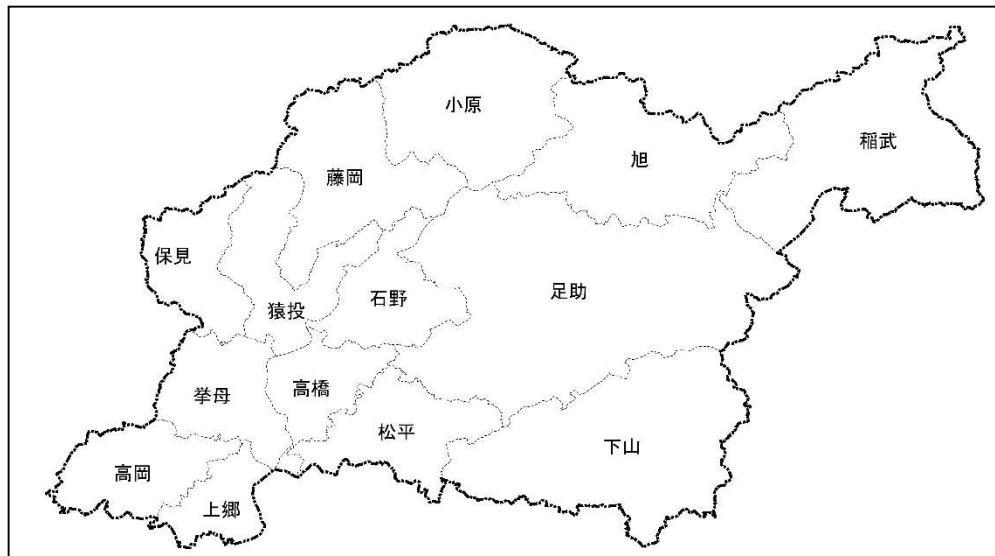 小原
稲武
旭
藤岡
保見
足助
石野
猿投
高橋
挙母
松平
下山
高岡
上郷